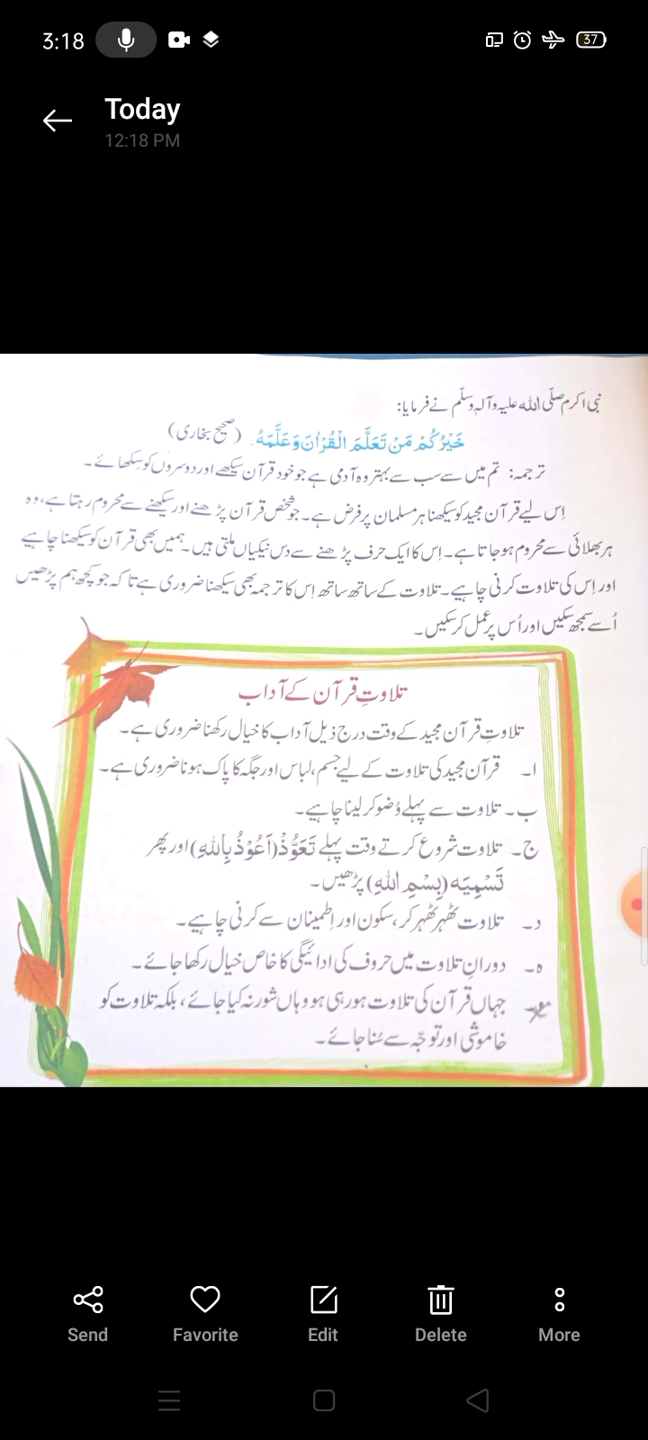 3:18
37
Today
12:18 PM
نبی اکرم صلّی اللہ علیہ وآلہٖ وسلّم نے فرمایا:
خَیْرُکُمْ مَنْ تَعَلَّمَ الْقُرْاٰنَ وَعَلَّمَهٗ (صحیح بخاری)
ترجمہ: تم میں سے سب سے بہتر وہ آدمی ہے جو خود قرآن سیکھے اور دوسروں کو سکھائے۔
اِس لیے قرآن مجید کو سیکھنا ہر مسلمان پر فرض ہے۔ جو شخص قرآن پڑھنے اور سیکھنے سے محروم رہتا ہے، وہ
ہر بھلائی سے محروم ہو جاتا ہے۔ اِس کا ایک حرف پڑھنے سے دس نیکیاں ملتی ہیں۔ ہمیں بھی قرآن کو سیکھنا چاہیے
اور اِس کی تلاوت کرنی چاہیے۔ تلاوت کے ساتھ ساتھ اِس کا ترجمہ بھی سیکھنا ضروری ہے تاکہ جو کچھ ہم پڑھیں
اُسے سمجھ سکیں اور اُس پر عمل کر سکیں۔
تلاوتِ قرآن کے آداب
تلاوتِ قرآن مجید کے وقت درج ذیل آداب کا خیال رکھنا ضروری ہے۔
ا۔ قرآن مجید کی تلاوت کے لیے جسم، لباس اور جگہ کا پاک ہونا ضروری ہے۔
ب۔ تلاوت سے پہلے وُضو کر لینا چاہیے۔
ج۔ تلاوت شروع کرتے وقت پہلے تَعَوُّذْ (اَعُوْذُ بِاللّٰهِ) اور پھر
تَسْمِیَه (بِسْمِ اللّٰهِ) پڑھیں۔
د۔ تلاوت ٹھہر ٹھہر کر، سکون اور اِطمینان سے کرنی چاہیے۔
ہ۔ دورانِ تلاوت میں حروف کی ادائیگی کا خاص خیال رکھا جائے۔
جہاں قرآن کی تلاوت ہو رہی ہو وہاں شور نہ کیا جائے، بلکہ تلاوت کو
خاموشی اور توجّہ سے سُنا جائے۔
Send Favorite Edit Delete More